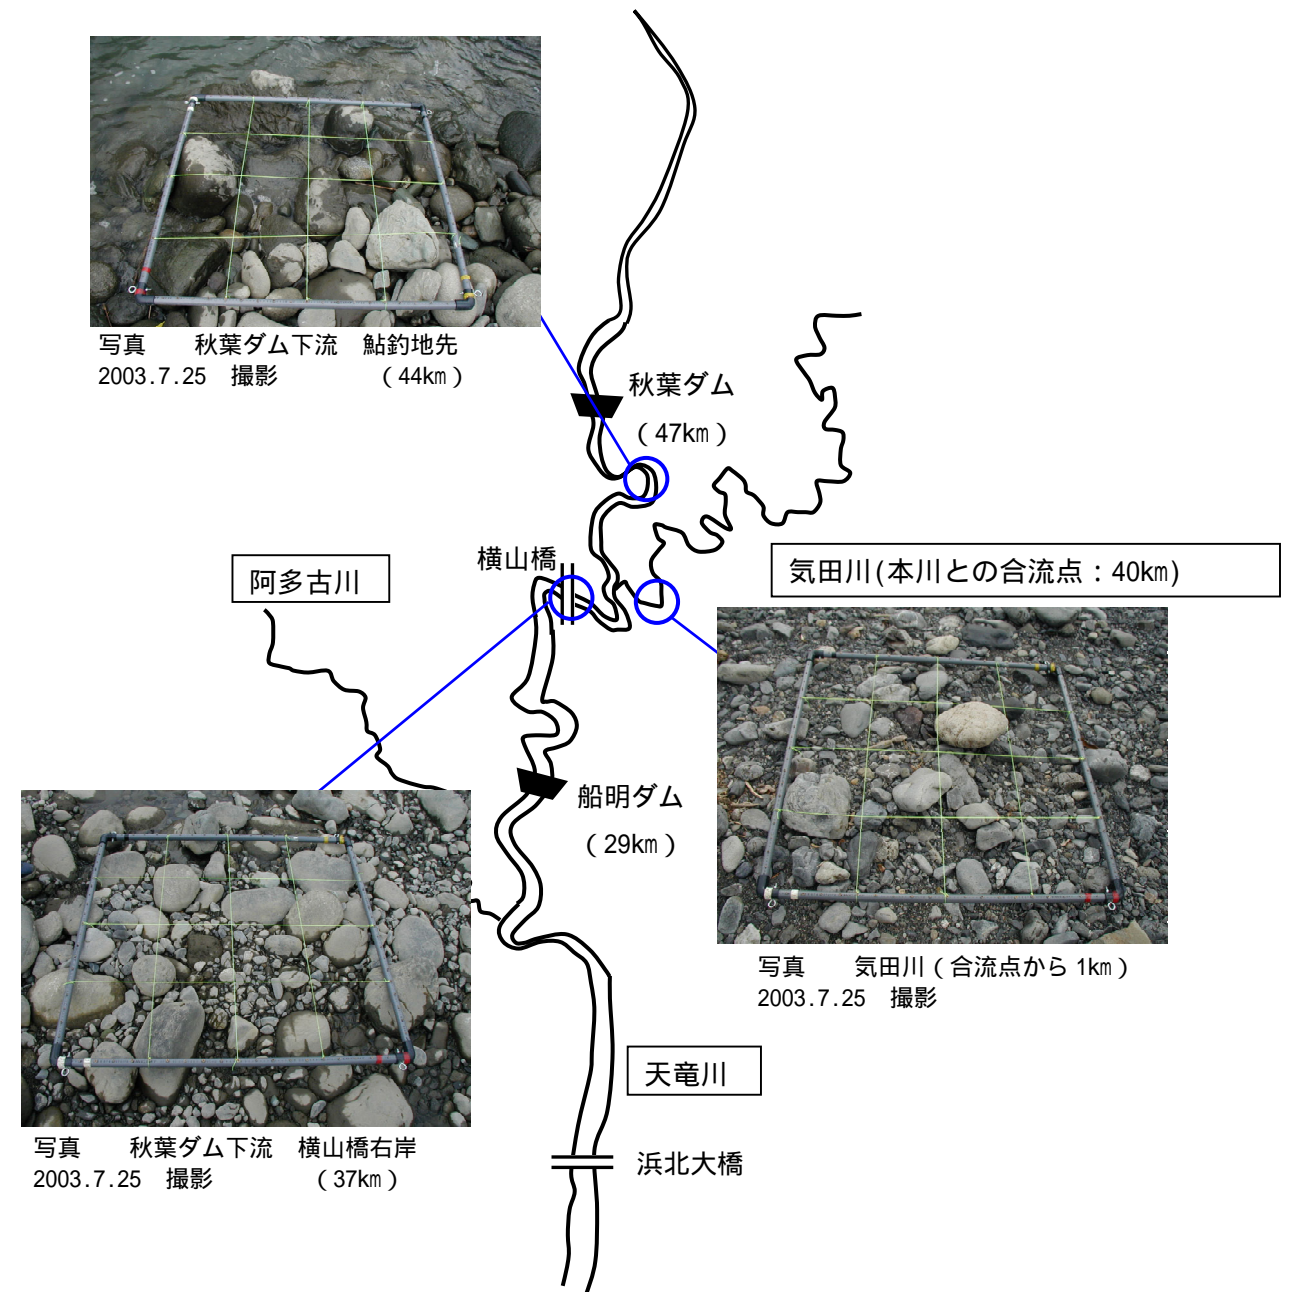 写真　秋葉ダム下流　鮎釣地先
2003.7.25　撮影　（44㎞）
秋葉ダム
（47㎞）
横山橋
阿多古川
気田川(本川との合流点：40㎞)
船明ダム
（29㎞）
写真　気田川（合流点から1㎞）
2003.7.25　撮影
天竜川
写真　秋葉ダム下流　横山橋右岸
2003.7.25　撮影　（37㎞）
浜北大橋